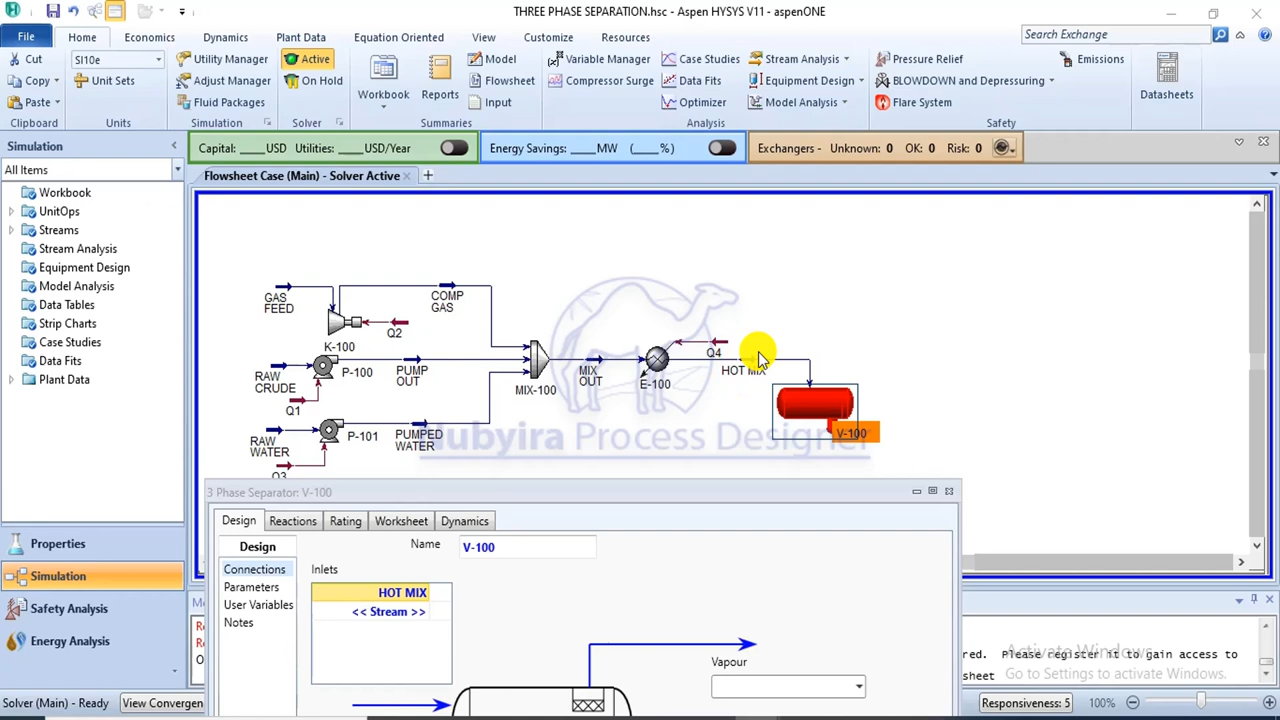 THREE PHASE SEPARATION.hsc - Aspen HYSYS V11 - aspenONE
File Home Economics Dynamics Plant Data Equation Oriented View Customize Resources
Search Exchange
Cut
Copy
Paste
Clipboard
SI10e
Unit Sets
Units
Utility Manager
Adjust Manager
Fluid Packages
Simulation
Active
On Hold
Solver
Workbook
Reports
Model
Flowsheet
Input
Summaries
Variable Manager
Compressor Surge
Case Studies
Data Fits
Optimizer
Stream Analysis
Equipment Design
Model Analysis
Analysis
Pressure Relief
BLOWDOWN and Depressuring
Flare System
Emissions
Safety
Datasheets
Capital: ____USD Utilities: ____USD/Year
Energy Savings: ____MW (____%)
Exchangers - Unknown: 0 OK: 0 Risk: 0
Simulation
All Items
Workbook
UnitOps
Streams
Stream Analysis
Equipment Design
Model Analysis
Data Tables
Strip Charts
Case Studies
Data Fits
Plant Data
Properties
Simulation
Safety Analysis
Energy Analysis
Flowsheet Case (Main) - Solver Active
GAS
FEED
COMP
GAS
Q2
K-100
RAW
CRUDE
P-100
PUMP
OUT
Q1
RAW
WATER
P-101
PUMPED
WATER
Q3
MIX-100
MIX
OUT
E-100
Q4
HOT MIX
V-100
Nubyira Process Designer
3 Phase Separator: V-100
Design Reactions Rating Worksheet Dynamics
Design
Connections
Parameters
User Variables
Notes
Name V-100
Inlets
HOT MIX
<< Stream >>
Vapour
Activate Windows
red. Please register it to gain access to
Go to Settings to activate Windows.
Solver (Main) - Ready
View Convergen
Responsiveness: 5
100%